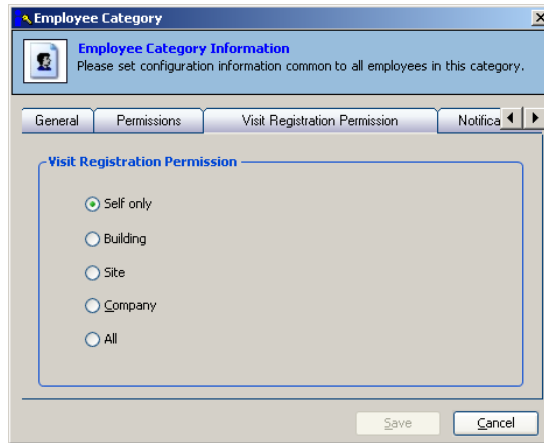 Employee Category
Employee Category Information
Please set configuration information common to all employees in this category.
General Permissions Visit Registration Permission Notifica
Visit Registration Permission
Self only
Building
Site
Company
All
Save Cancel